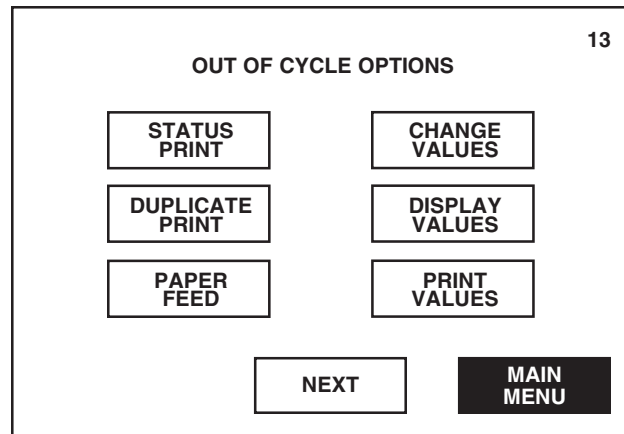 13
OUT OF CYCLE OPTIONS
STATUS
PRINT
CHANGE
VALUES
DUPLICATE
PRINT
DISPLAY
VALUES
PAPER
FEED
PRINT
VALUES
NEXT
MAIN
MENU